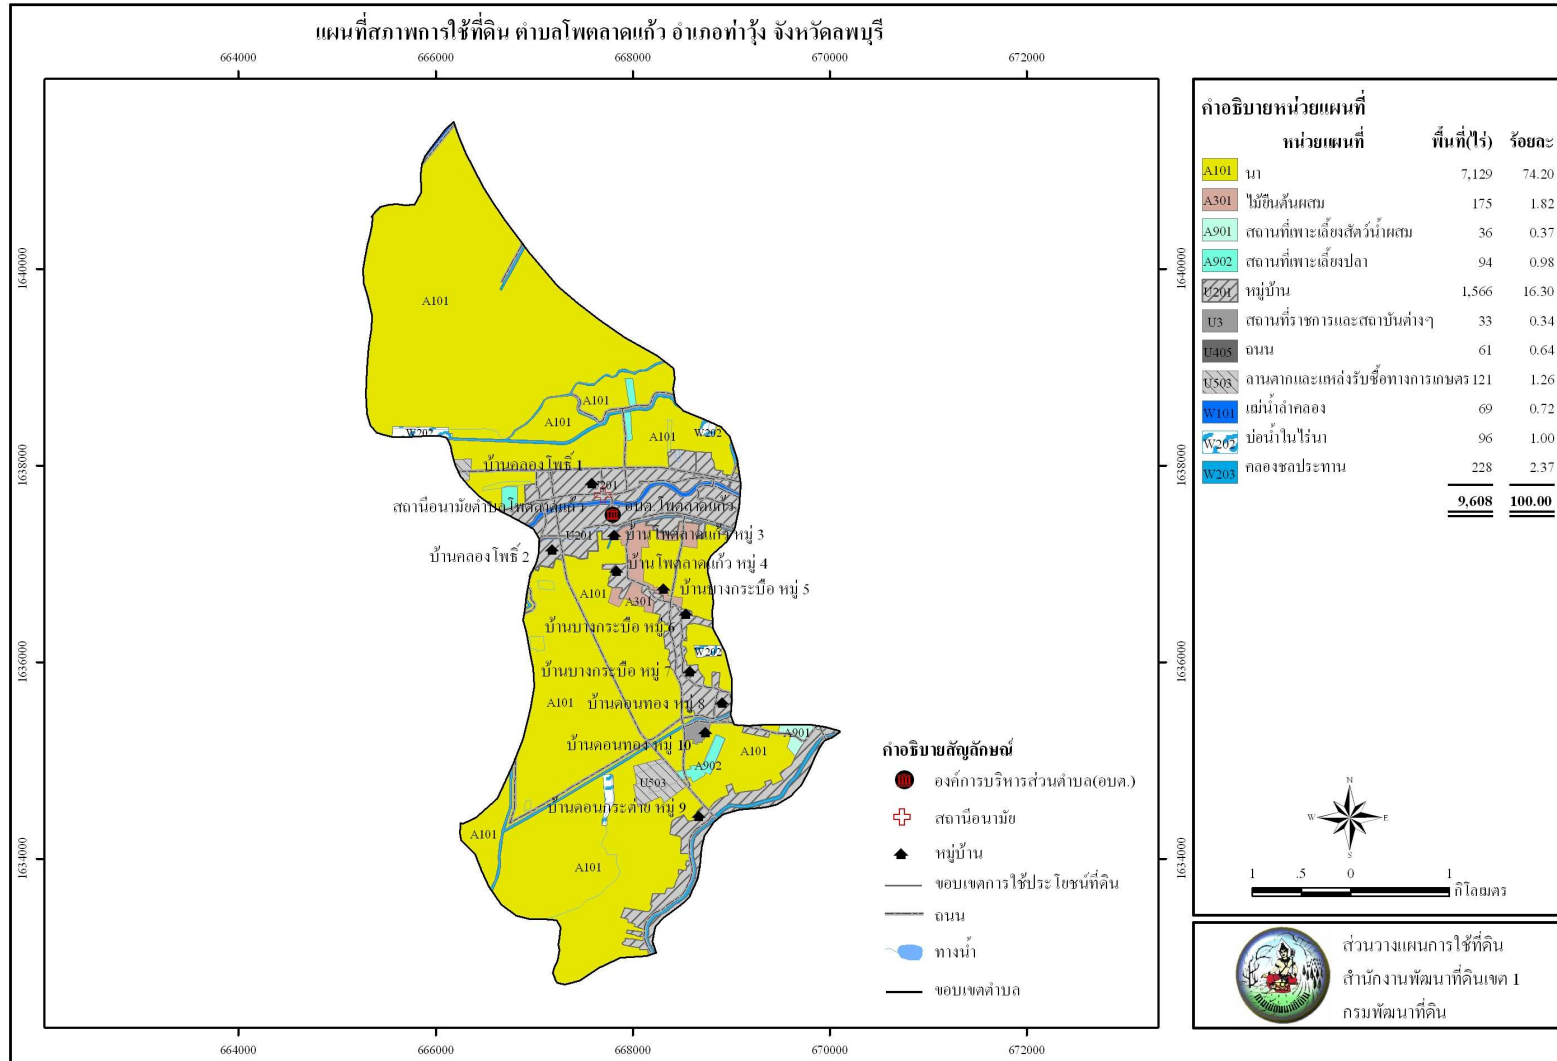 แผนที่สภาพการใช้ที่ดิน ตำบลโพตลาดแก้ว อำเภอท่าวุ้ง จังหวัดลพบุรี
664000 666000 668000 670000 672000
คำอธิบายหน่วยแผนที่
หน่วยแผนที่ พื้นที่(ไร่) ร้อยละ
A101 นา 7,129 74.20
A301 ไม้ยืนต้นผสม 175 1.82
A901 สถานที่เพาะเลี้ยงสัตว์น้ำผสม 36 0.37
A902 สถานที่เพาะเลี้ยงปลา 94 0.98
U201 หมู่บ้าน 1,566 16.30
U3 สถานที่ราชการและสถาบันต่างๆ 33 0.34
U405 ถนน 61 0.64
U503 ลานตากและแหล่งรับซื้อทางการเกษตร 121 1.26
W101 แม่น้ำลำคลอง 69 0.72
W202 บ่อน้ำในไร่นา 96 1.00
W203 คลองชลประทาน 228 2.37
9,608 100.00
1640000 1640000
A101
A101
A101
W202 A101 W202
1638000 1638000
บ้านคลองโพธิ์ 1
U201
สถานีอนามัยตำบลโพตลาดแก้ว อบต.โพตลาดแก้ว
U201 บ้านโพตลาดแก้ว หมู่ 3
บ้านคลองโพธิ์ 2
บ้านโพตลาดแก้ว หมู่ 4
บ้านบางกระบือ หมู่ 5
A101 A301
บ้านบางกระบือ หมู่ 6
W202
1636000 1636000
บ้านบางกระบือ หมู่ 7
A101 บ้านดอนทอง หมู่ 8
A901
บ้านดอนทอง หมู่ 10 A101
A902
U503
บ้านดอนกระต่าย หมู่ 9
A101
A101
1634000 1634000
คำอธิบายสัญลักษณ์
องค์การบริหารส่วนตำบล(อบต.)
สถานีอนามัย
หมู่บ้าน
ขอบเขตการใช้ประโยชน์ที่ดิน
ถนน
ทางน้ำ
ขอบเขตตำบล
N
W E
S
1 .5 0 1
กิโลเมตร
ส่วนวางแผนการใช้ที่ดิน
สำนักงานพัฒนาที่ดินเขต 1
กรมพัฒนาที่ดิน
กรมพัฒนาที่ดิน
664000 666000 668000 670000 672000